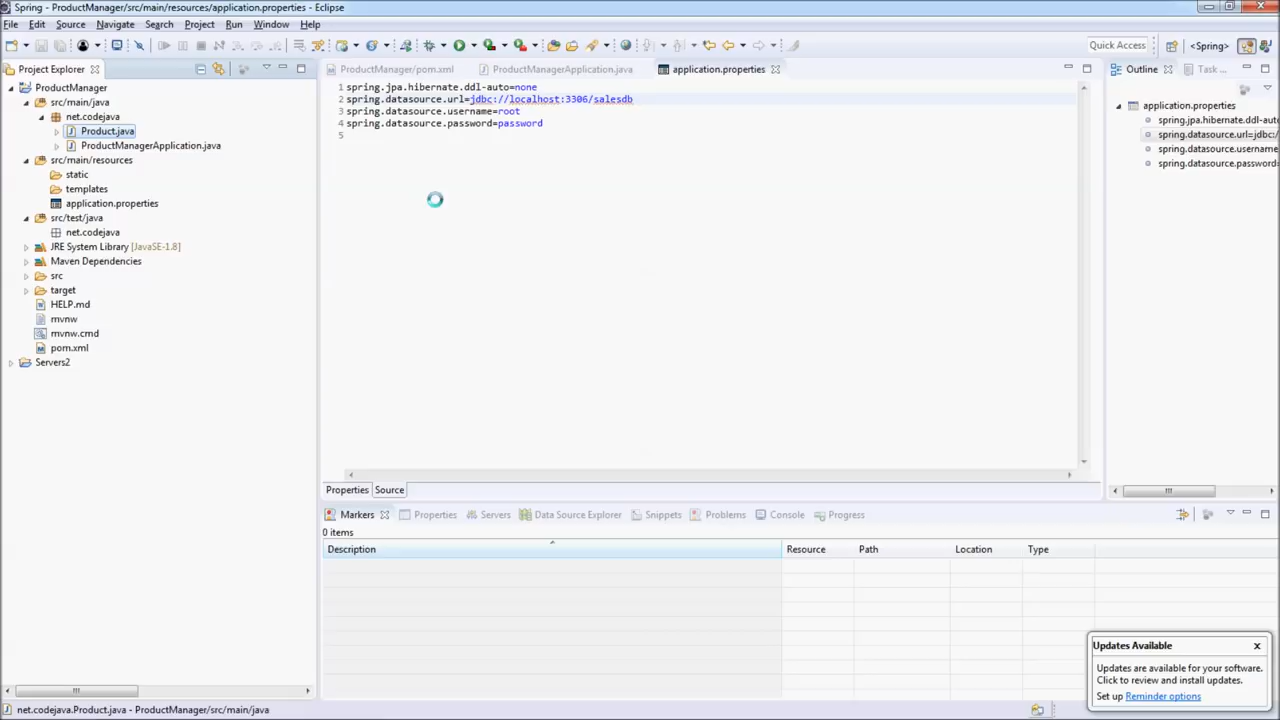 Spring - ProductManager/src/main/resources/application.properties - Eclipse
File Edit Source Navigate Search Project Run Window Help
Quick Access
<Spring>
Project Explorer
ProductManager
src/main/java
net.codejava
Product.java
ProductManagerApplication.java
src/main/resources
static
templates
application.properties
src/test/java
net.codejava
JRE System Library [JavaSE-1.8]
Maven Dependencies
src
target
HELP.md
mvnw
mvnw.cmd
pom.xml
Servers2
ProductManager/pom.xml ProductManagerApplication.java application.properties
1 spring.jpa.hibernate.ddl-auto=none
2 spring.datasource.url=jdbc://localhost:3306/salesdb
3 spring.datasource.username=root
4 spring.datasource.password=password
5
Properties Source
Outline Task ...
application.properties
spring.jpa.hibernate.ddl-auto
spring.datasource.url=jdbc:/
spring.datasource.username
spring.datasource.password=
Markers Properties Servers Data Source Explorer Snippets Problems Console Progress
0 items
Description Resource Path Location Type
Updates Available
Updates are available for your software.
Click to review and install updates.
Set up Reminder options
net.codejava.Product.java - ProductManager/src/main/java